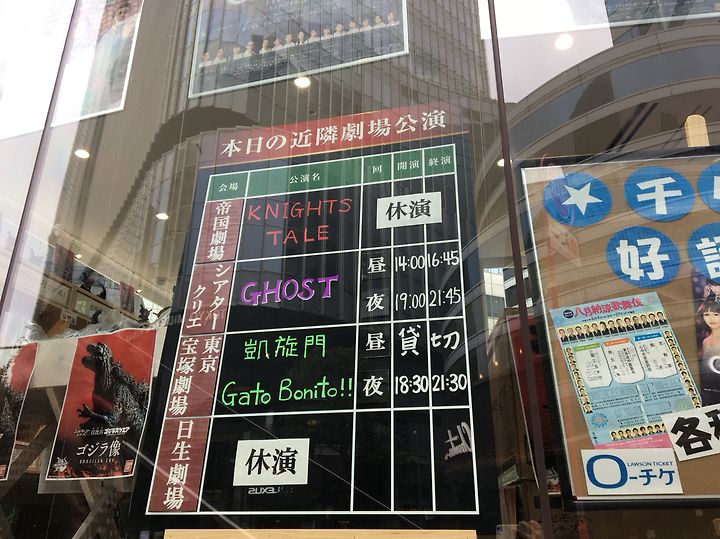 本日の近隣劇場公演
会場 公演名 回 開演 終演
帝国劇場 KNIGHTS TALE 休演
シアタークリエ GHOST 昼 14:00 16:45
夜 19:00 21:45
東京宝塚劇場 凱旋門 昼 貸切
Gato Bonito!! 夜 18:30 21:30
日生劇場 休演
ゴジラ像
千
好
八月納涼歌舞伎
LAWSON TICKET
ローチケ
各